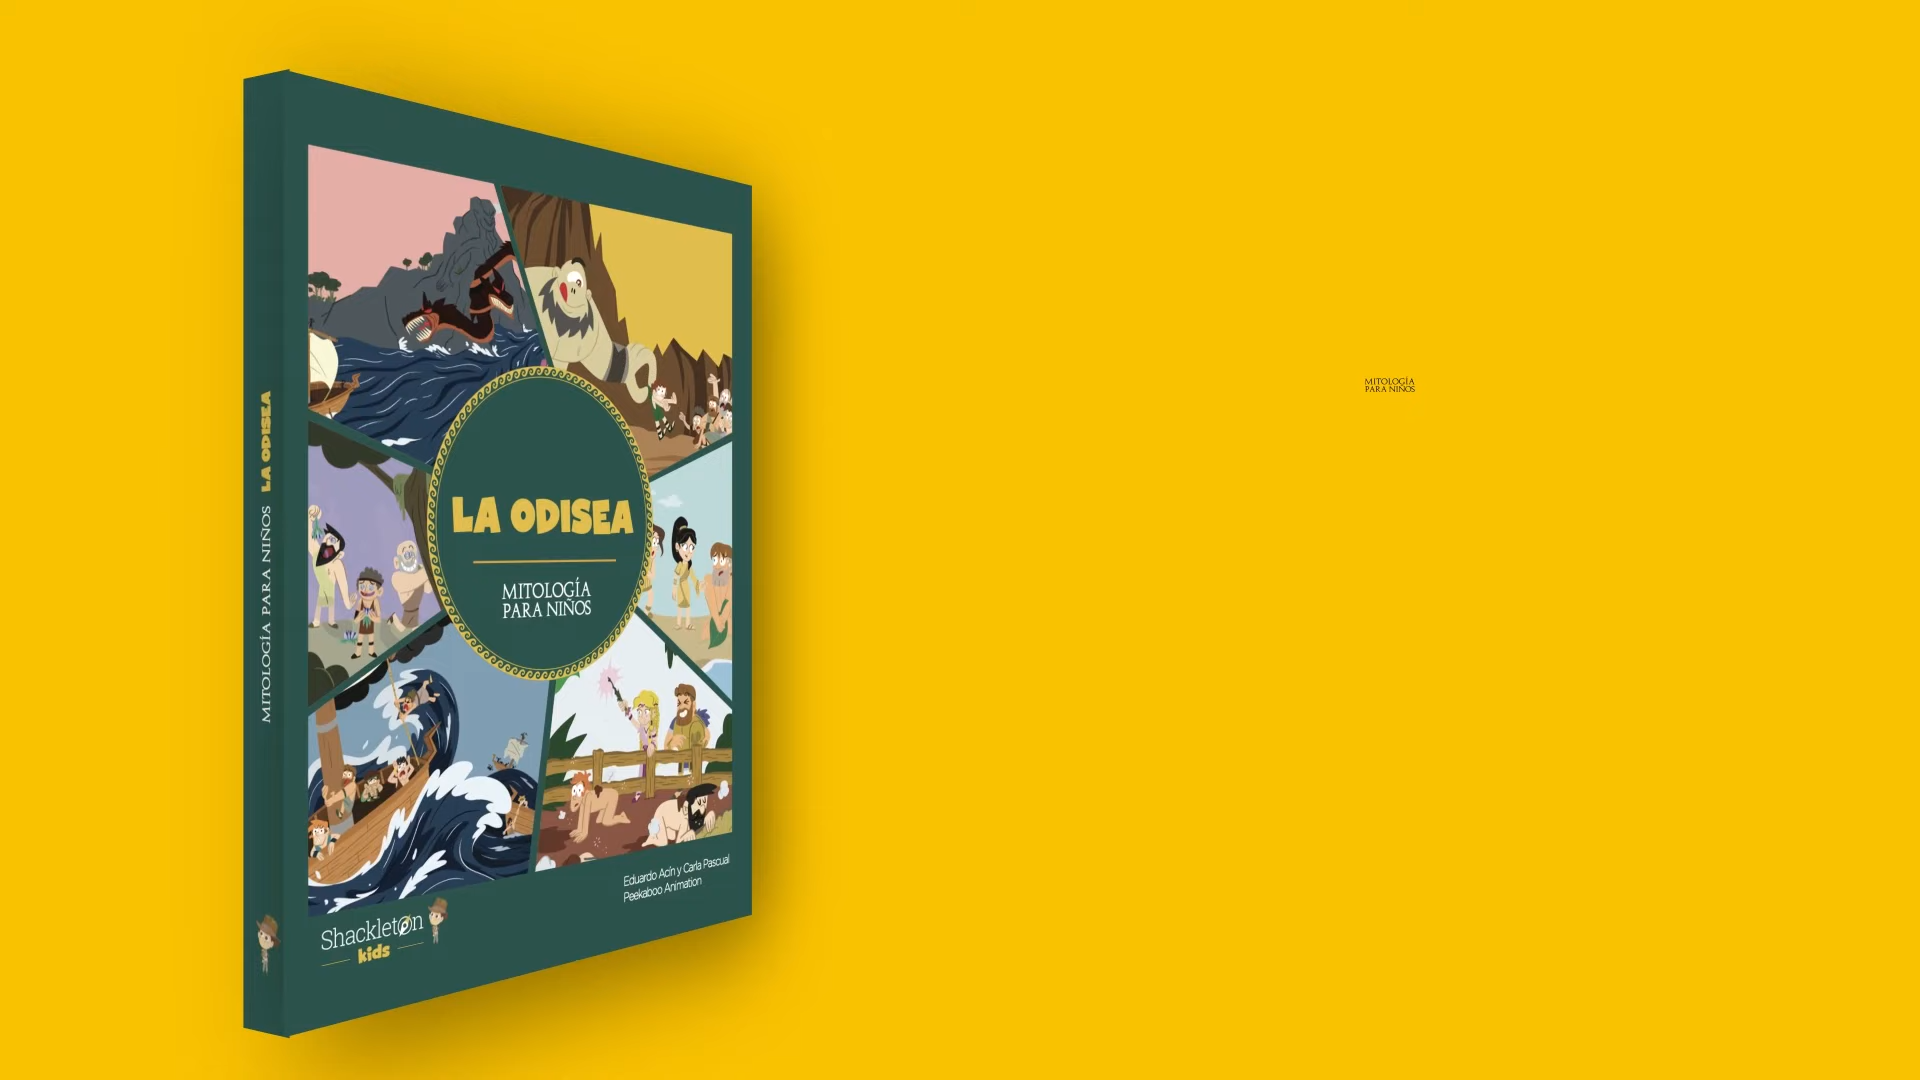 MITOLOGÍA PARA NIÑOS LA ODISEA
LA ODISEA
MITOLOGÍA
PARA NIÑOS
Eduardo Acín y Carla Pascual
Peekaboo Animation
Shackleton
kids
MITOLOGÍA
PARA NIÑOS